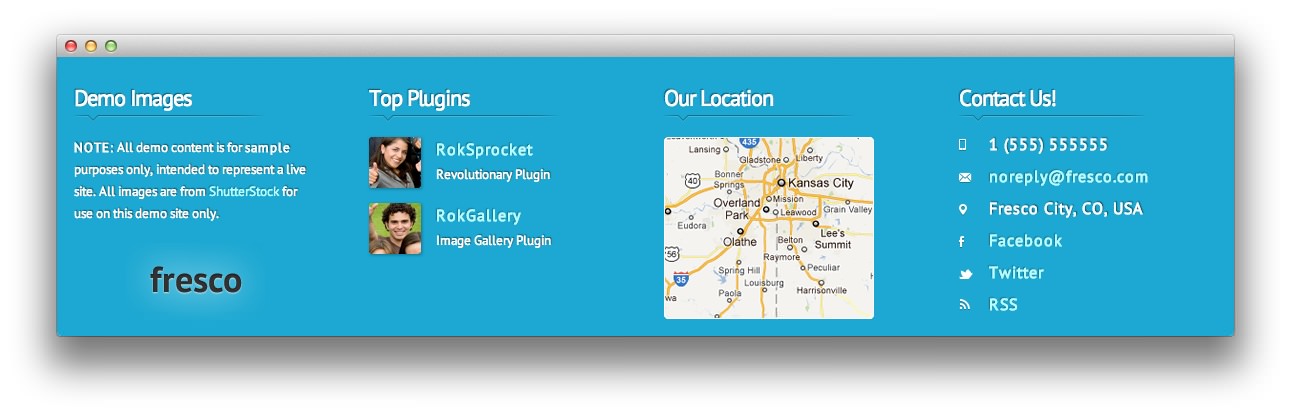 Demo Images
NOTE: All demo content is for sample
purposes only, intended to represent a live
site. All images are from ShutterStock for
use on this demo site only.
fresco
Top Plugins
RokSprocket
Revolutionary Plugin
RokGallery
Image Gallery Plugin
Our Location
435
Lansing
Gladstone
Liberty
Bonner
Springs
40
Kansas City
Mission
Overland
Park
Leawood
Grain Valley
Eudora
Olathe
Lee's
Summit
Belton
56
Raymore
Spring Hill
Peculiar
35
Louisburg
Harrisonville
Paola
wa
Contact Us!
1 (555) 555555
noreply@fresco.com
Fresco City, CO, USA
Facebook
Twitter
RSS